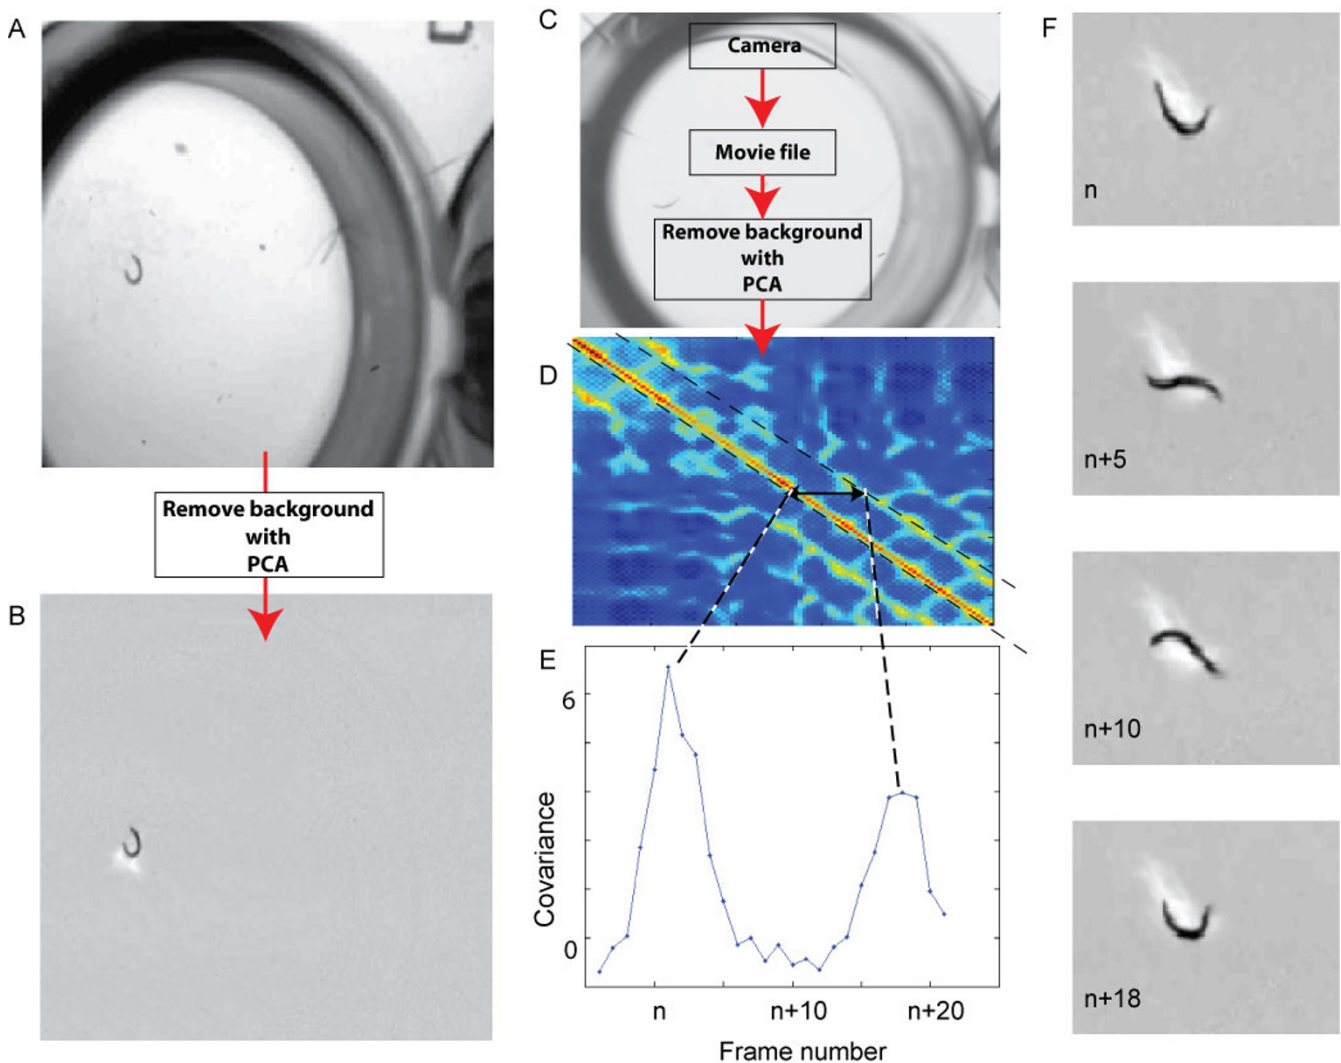 A
Remove background
with
PCA
B
C
Camera
Movie file
Remove background
with
PCA
D
E
6
0
Covariance
n
n+10
n+20
Frame number
F
n
n+5
n+10
n+18